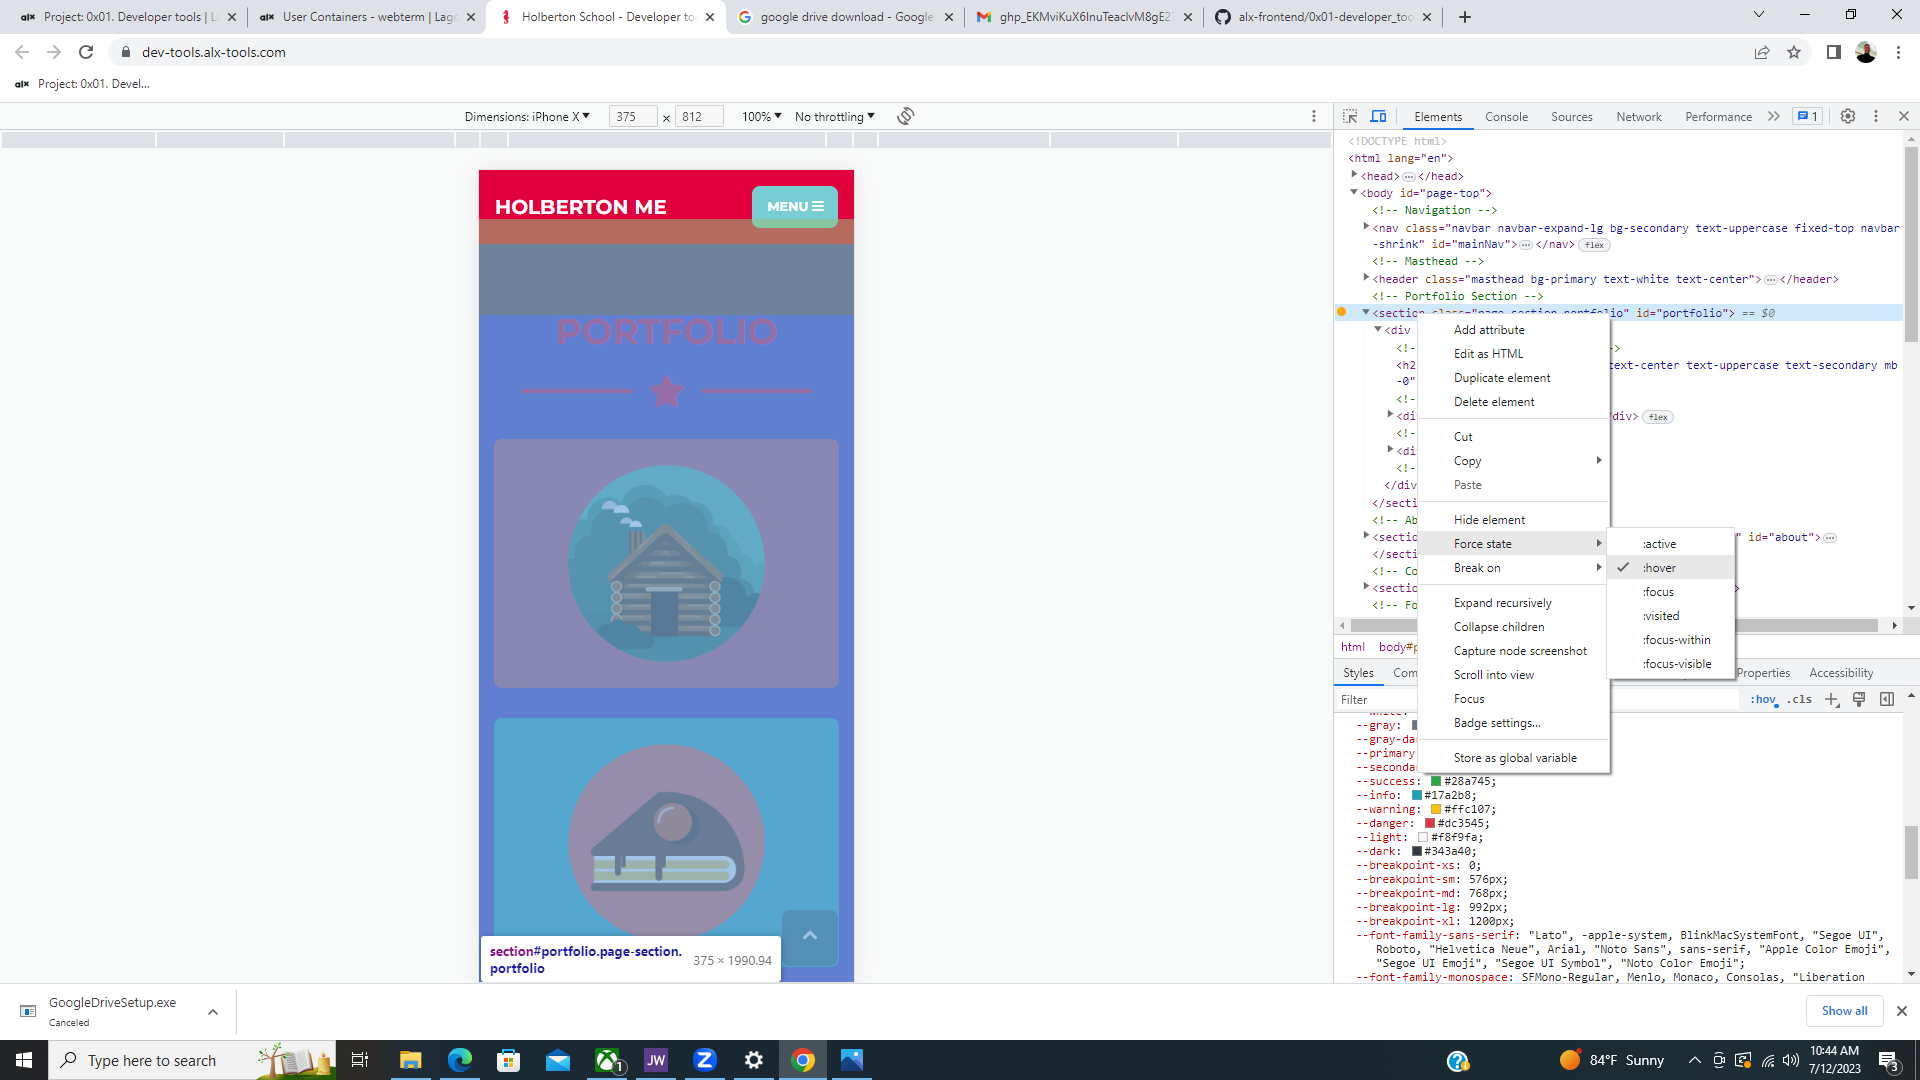 Project: 0x01. Developer tools | L
User Containers - webterm | Lago
Holberton School - Developer to
google drive download - Google
alx-frontend/0x01-developer_too
dev-tools.alx-tools.com
Project: 0x01. Devel...
Dimensions: iPhone X
375 x 812
100%
No throttling
Elements
Console
Sources
Network
Performance
1
HOLBERTON ME
MENU
PORTFOLIO
section#portfolio.page-section.
portfolio
375 × 1990.94
<!DOCTYPE html>
<html lang="en">
<head> … </head>
<body id="page-top">
<!-- Navigation -->
<nav class="navbar navbar-expand-lg bg-secondary text-uppercase fixed-top navbar
-shrink" id="mainNav"> … </nav> flex
<!-- Masthead -->
<header class="masthead bg-primary text-white text-center"> … </header>
<!-- Portfolio Section -->
<section class="page-section portfolio" id="portfolio"> == $0
<div
<!- ->
<h2 text-center text-uppercase text-secondary mb
-0"
<!-
<di /div> flex
<!-
<di
<!-
</div
</secti
<!-- Ab
<sectio " id="about"> …
</secti
<!-- Co
<sectio >
<!-- Fo
Add attribute
Edit as HTML
Duplicate element
Delete element
Cut
Copy
Paste
Hide element
Force state
Break on
Expand recursively
Collapse children
Capture node screenshot
Scroll into view
Focus
Badge settings...
Store as global variable
:active
:hover
:focus
:visited
:focus-within
:focus-visible
html
body#p
Styles
Com
Properties
Accessibility
Filter
:hov
.cls
--gray:
--gray-da
--primary
--seconda
--success: #28a745;
--info: #17a2b8;
--warning: #ffc107;
--danger: #dc3545;
--light: #f8f9fa;
--dark: #343a40;
--breakpoint-xs: 0;
--breakpoint-sm: 576px;
--breakpoint-md: 768px;
--breakpoint-lg: 992px;
--breakpoint-xl: 1200px;
--font-family-sans-serif: "Lato", -apple-system, BlinkMacSystemFont, "Segoe UI",
Roboto, "Helvetica Neue", Arial, "Noto Sans", sans-serif, "Apple Color Emoji",
"Segoe UI Emoji", "Segoe UI Symbol", "Noto Color Emoji";
--font-family-monospace: SFMono-Regular, Menlo, Monaco, Consolas, "Liberation
GoogleDriveSetup.exe
Canceled
Show all
Type here to search
1
JW
84°F Sunny
10:44 AM
7/12/2023
3